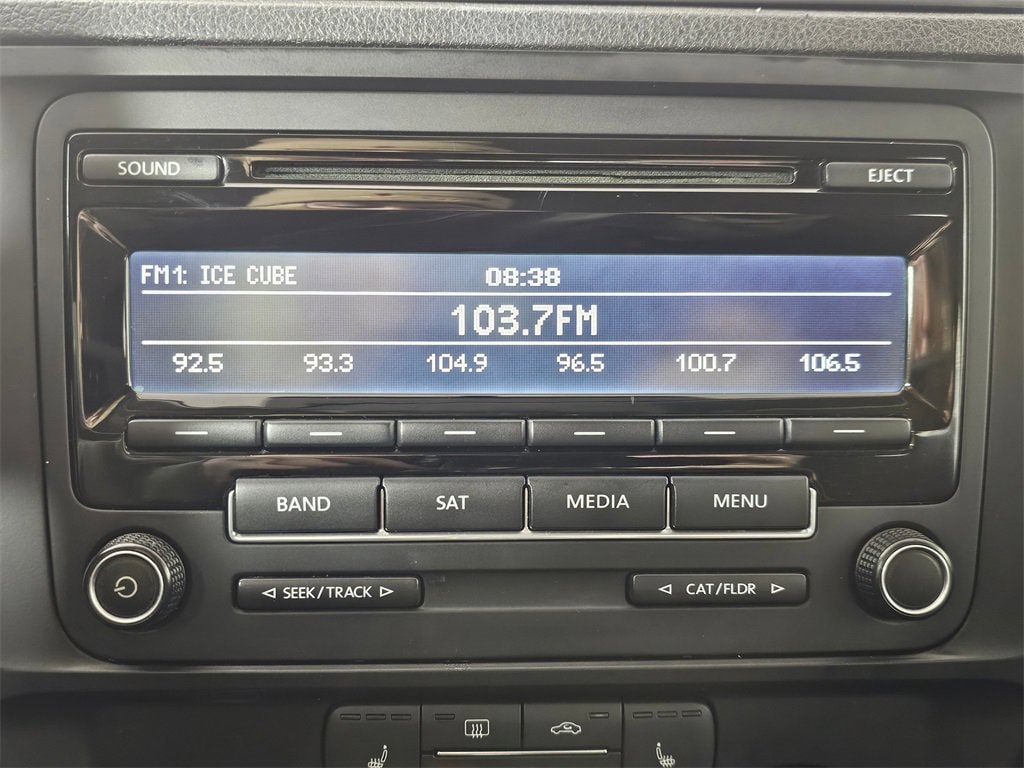 SOUND EJECT
FM1: ICE CUBE 08:38
103.7FM
92.5 93.3 104.9 96.5 100.7 106.5
BAND SAT MEDIA MENU
SEEK/TRACK CAT/FLDR